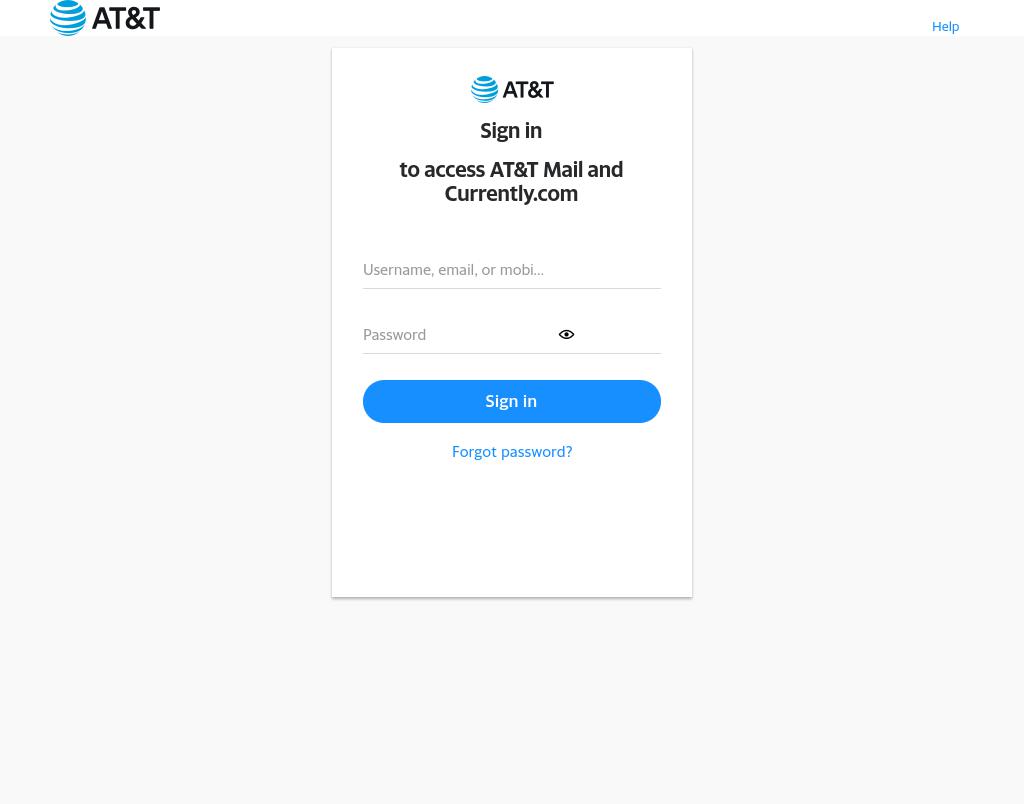 AT&T
Help
AT&T
Sign in
to access AT&T Mail and
Currently.com
Username, email, or mobi...
Password
Sign in
Forgot password?